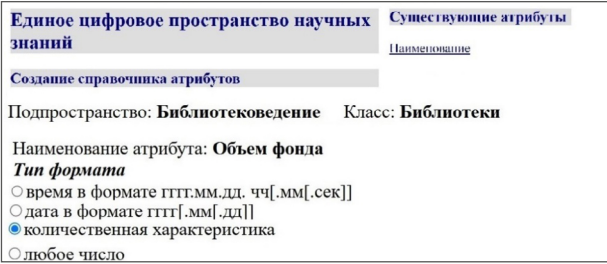 Единое цифровое пространство научных
знаний
Существующие атрибуты
Наименование
Создание справочника атрибутов
Подпространство: Библиотековедение Класс: Библиотеки
Наименование атрибута: Объем фонда
Тип формата
время в формате гггг.мм.дд. чч[.мм[.сек]]
дата в формате гггг[.мм[.дд]]
количественная характеристика
любое число